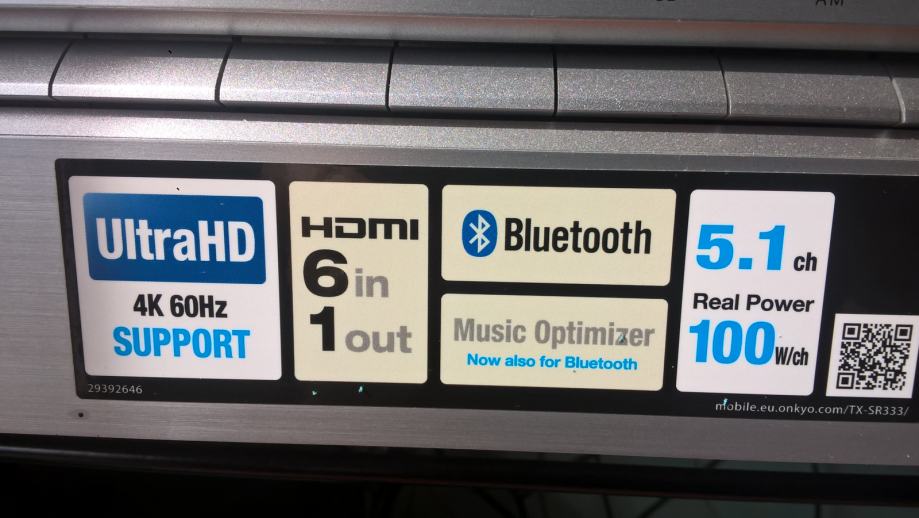 AM
UltraHD
4K 60Hz
SUPPORT
HDMI
6 in
1 out
Bluetooth
Music Optimizer
Now also for Bluetooth
5.1 ch
Real Power
100 W/ch
29392646
mobile.eu.onkyo.com/TX-SR333/